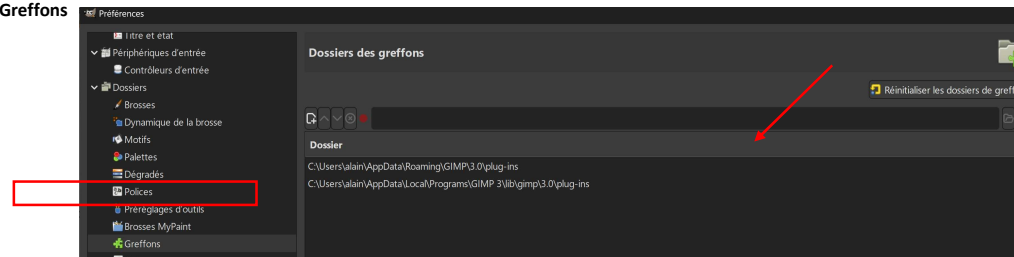 Greffons
Préférences
Titre et état
Périphériques d'entrée
Contrôleurs d'entrée
Dossiers
Brosses
Dynamique de la brosse
Motifs
Palettes
Dégradés
Polices
Préréglages d'outils
Brosses MyPaint
Greffons
Dossiers des greffons
Réinitialiser les dossiers de greff
Dossier
C:\Users\alain\AppData\Roaming\GIMP\3.0\plug-ins
C:\Users\alain\AppData\Local\Programs\GIMP 3\lib\gimp\3.0\plug-ins